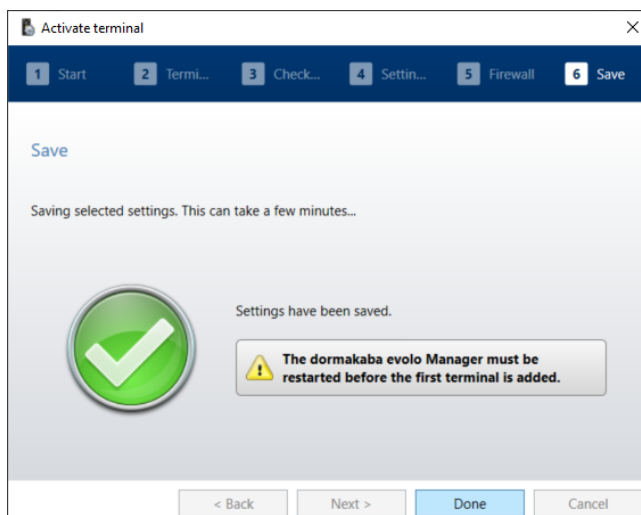 Activate terminal
1 Start 2 Termi... 3 Check... 4 Settin... 5 Firewall 6 Save
Save
Saving selected settings. This can take a few minutes...
Settings have been saved.
The dormakaba evolo Manager must be
restarted before the first terminal is added.
< Back Next > Done Cancel